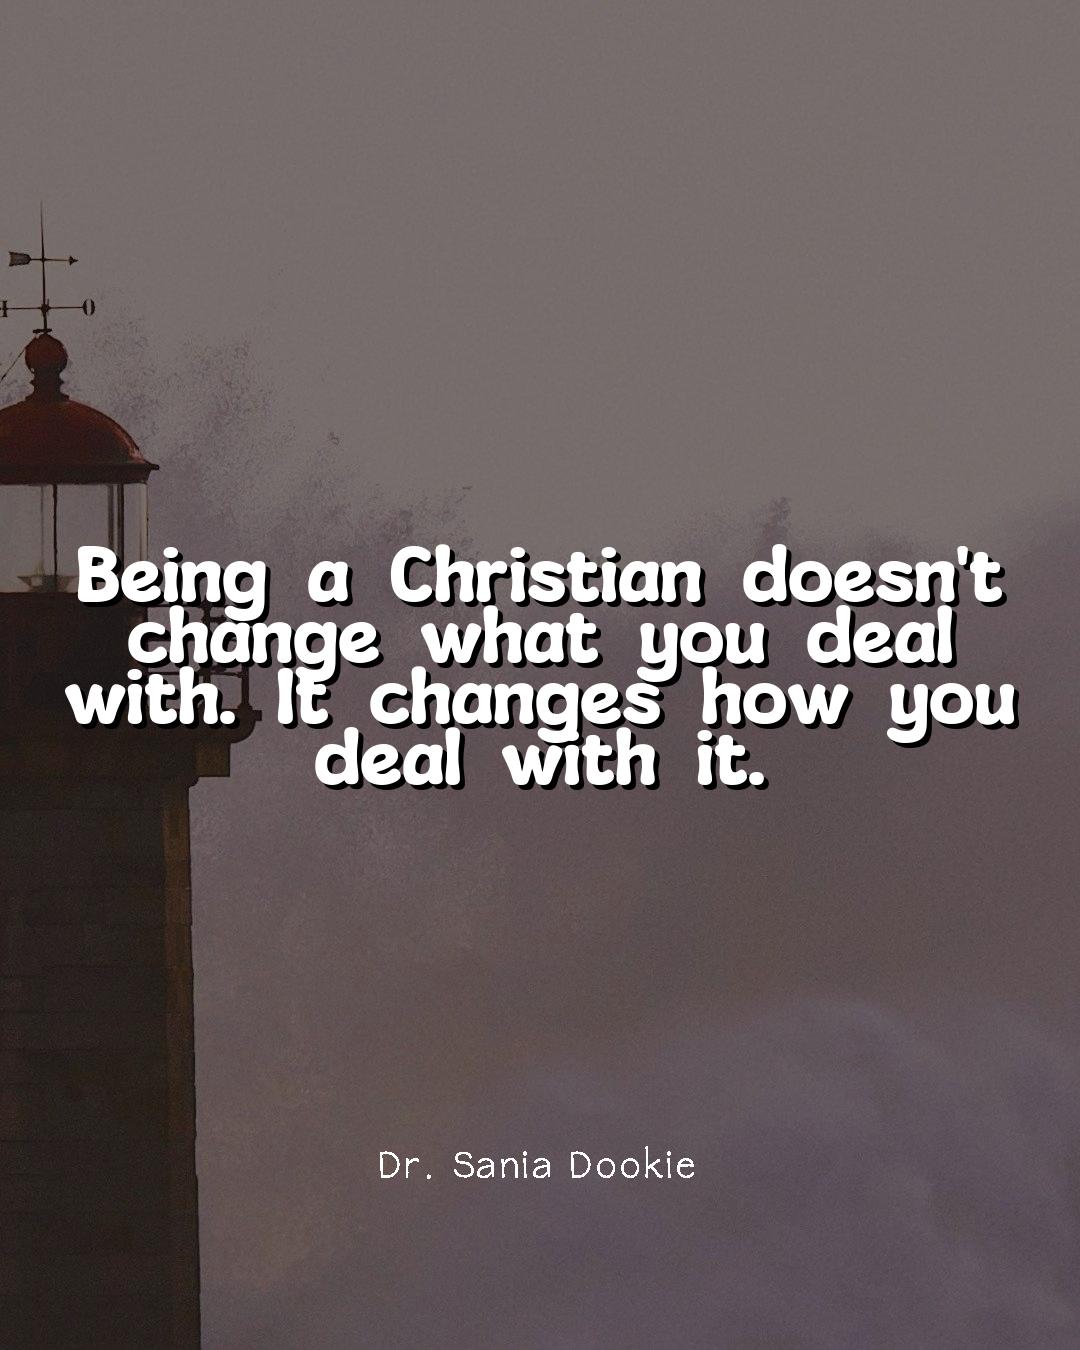 O
Being a Christian doesn't
change what you deal
with. It changes how you
deal with it.
Dr. Sania Dookie